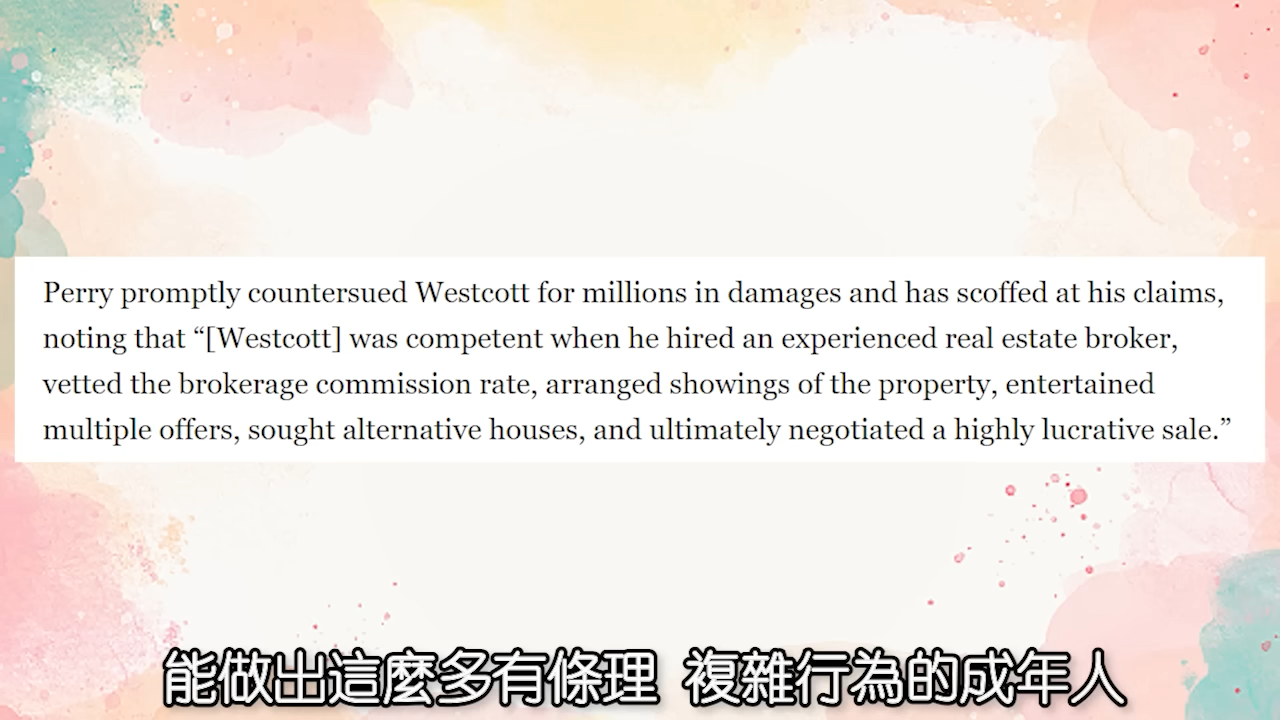 Perry promptly countersued Westcott for millions in damages and has scoffed at his claims,
noting that “[Westcott] was competent when he hired an experienced real estate broker,
vetted the brokerage commission rate, arranged showings of the property, entertained
multiple offers, sought alternative houses, and ultimately negotiated a highly lucrative sale.”
能做出這麼多有條理 複雜行為的成年人